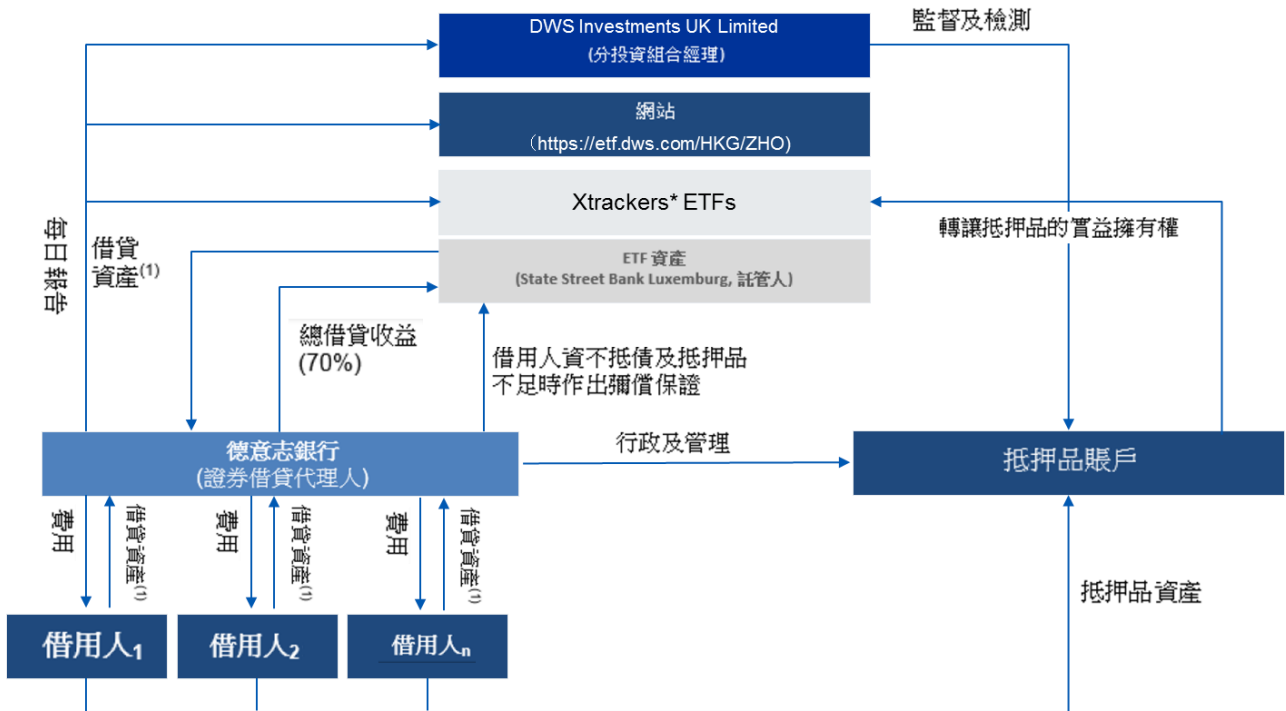 DWS Investments UK Limited
(分投資組合經理)
監督及檢測
網站
（https://etf.dws.com/HKG/ZHO)
Xtrackers* ETFs
轉讓抵押品的實益擁有權
ETF 資產
(State Street Bank Luxemburg, 託管人)
每日報告
借貸
資產(1)
總借貸收益
(70%)
借用人資不抵債及抵押品
不足時作出彌償保證
德意志銀行
(證券借貸代理人)
行政及管理
抵押品賬戶
費用
借貸資產(1)
費用
借貸資產(1)
費用
借貸資產(1)
抵押品資產
借用人1
借用人2
借用人n